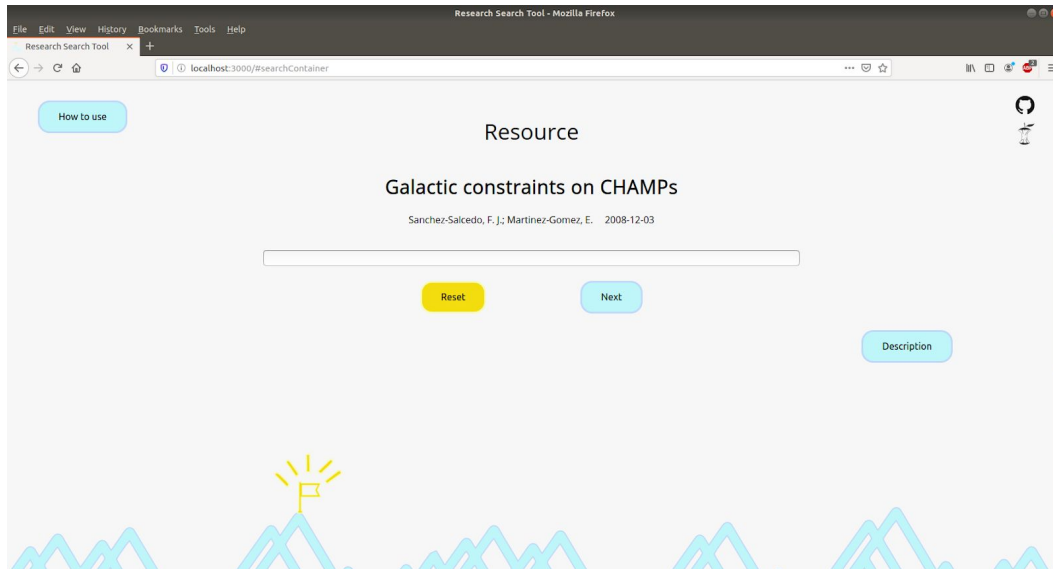 Research Search Tool - Mozilla Firefox
File Edit View History Bookmarks Tools Help
Research Search Tool
localhost:3000/#searchContainer
How to use
Resource
Galactic constraints on CHAMPs
Sanchez-Salcedo, F. J.; Martinez-Gomez, E. 2008-12-03
Reset Next
Description